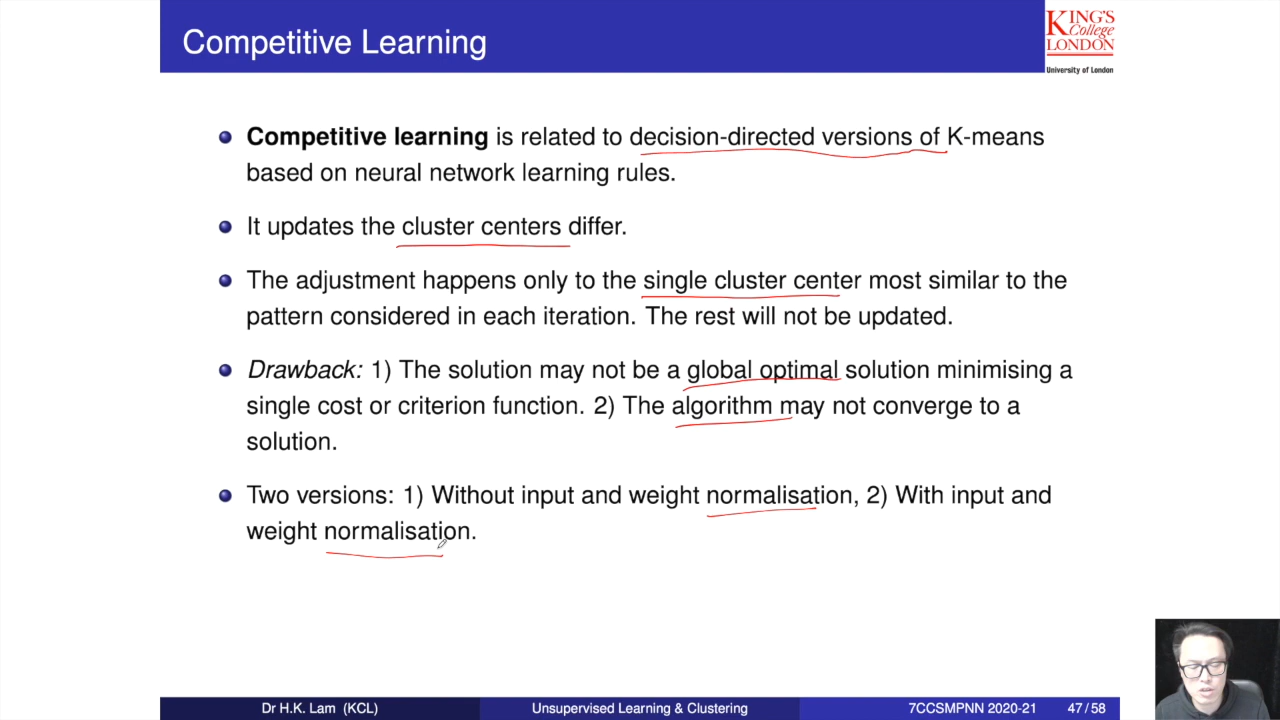 Competitive Learning
KING'S
College
LONDON
University of London
Competitive learning is related to decision-directed versions of K-means
based on neural network learning rules.
It updates the cluster centers differ.
The adjustment happens only to the single cluster center most similar to the
pattern considered in each iteration. The rest will not be updated.
Drawback: 1) The solution may not be a global optimal solution minimising a
single cost or criterion function. 2) The algorithm may not converge to a
solution.
Two versions: 1) Without input and weight normalisation, 2) With input and
weight normalisation.
Dr H.K. Lam (KCL) Unsupervised Learning & Clustering 7CCSMPNN 2020-21 47 / 58